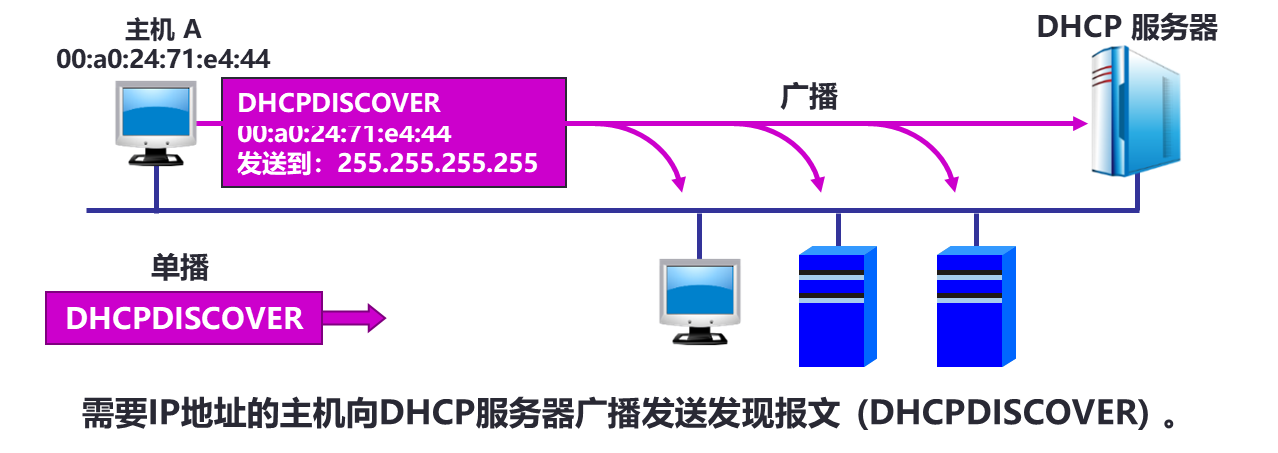 主机 A
00:a0:24:71:e4:44
DHCP 服务器
DHCPDISCOVER
00:a0:24:71:e4:44
发送到：255.255.255.255
广播
单播
DHCPDISCOVER
需要IP地址的主机向DHCP服务器广播发送发现报文（DHCPDISCOVER）。